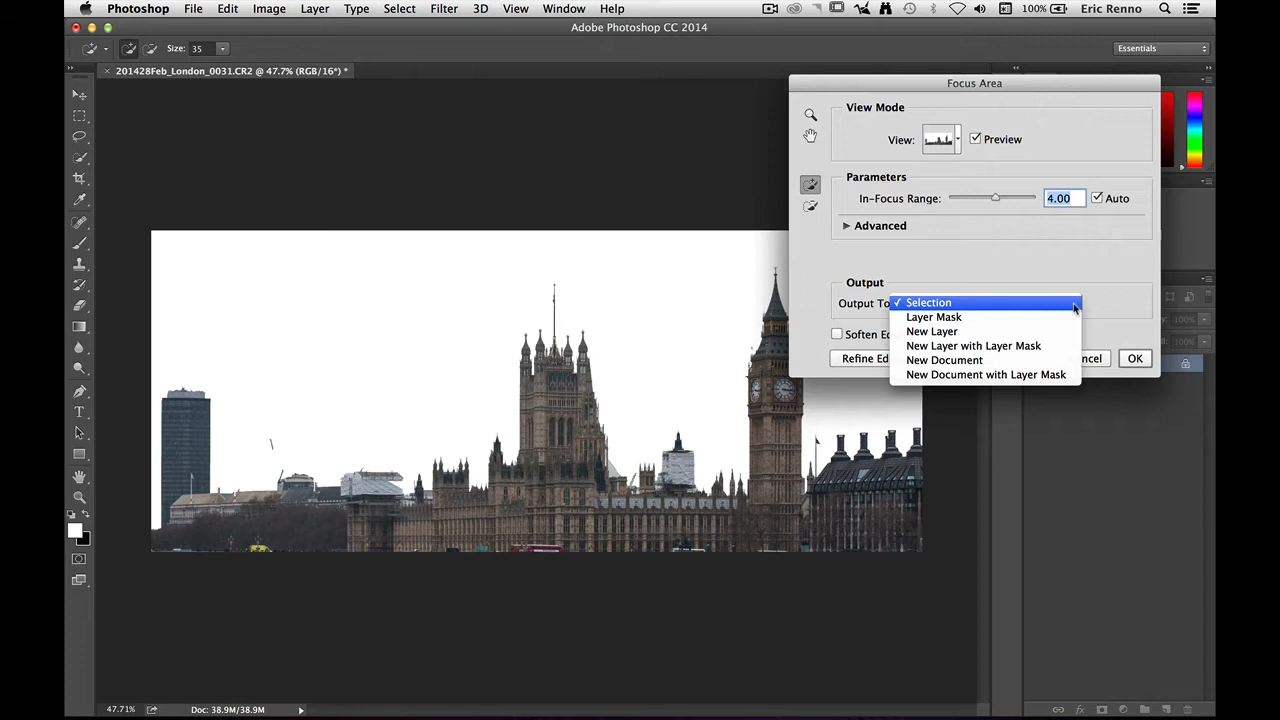 Photoshop File Edit Image Layer Type Select Filter 3D View Window Help 100% Eric Renno
Adobe Photoshop CC 2014
Size: 35 Essentials
201428Feb_London_0031.CR2 @ 47.7% (RGB/16*) *
Focus Area
View Mode
View: Preview
Parameters
In-Focus Range: 4.00 Auto
Advanced
Output
Output To
Selection
Layer Mask
New Layer
New Layer with Layer Mask
New Document
New Document with Layer Mask
Soften Ed
Refine Ed ncel OK
100%
100%
47.71% Doc: 38.9M/38.9M